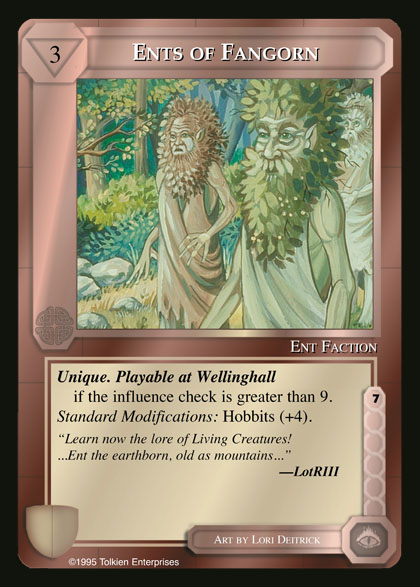 3
Ents of Fangorn
Ent Faction
Unique. Playable at Wellinghall
if the influence check is greater than 9.
Standard Modifications: Hobbits (+4).
“Learn now the lore of Living Creatures!
...Ent the earthborn, old as mountains...”
—LotRIII
7
Art by Lori Deitrick
©1995 Tolkien Enterprises